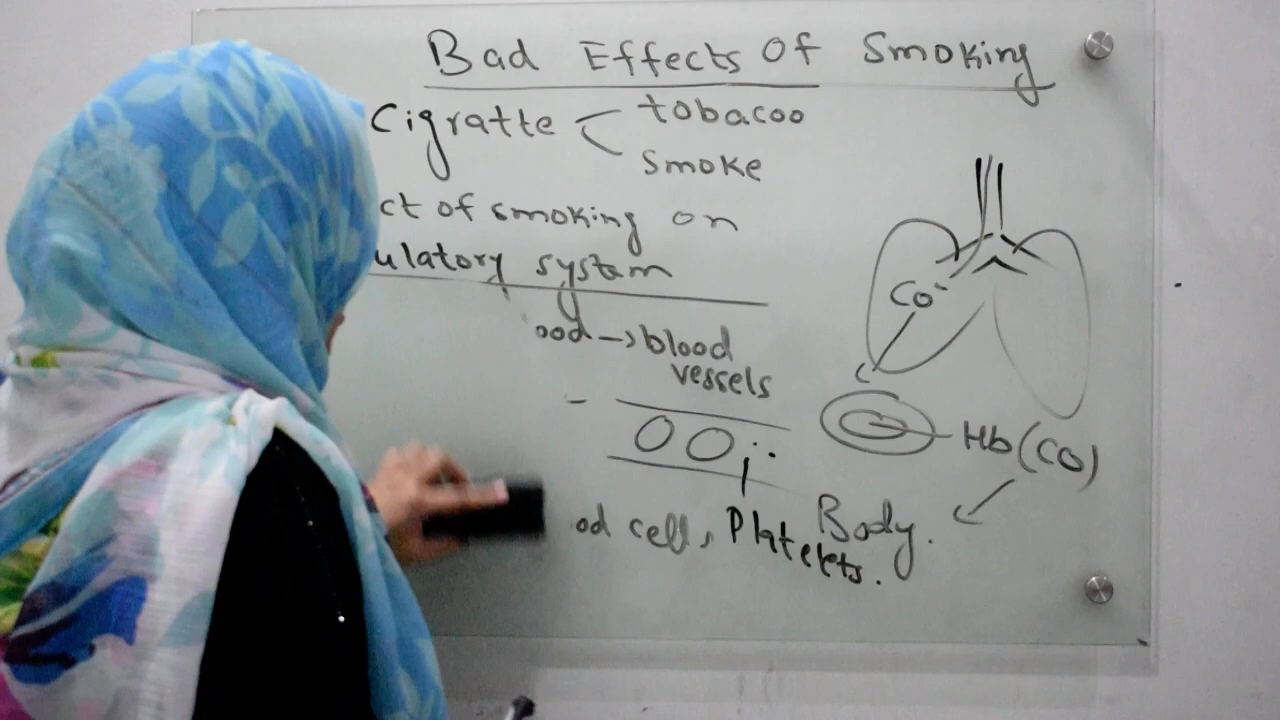 Bad Effects Of Smoking
Cigratte
tobacoo
Smoke
ct of smoking on
ulatory system
ood → blood
vessels
Co
Hb (CO)
od cell, Platelets.
Body.